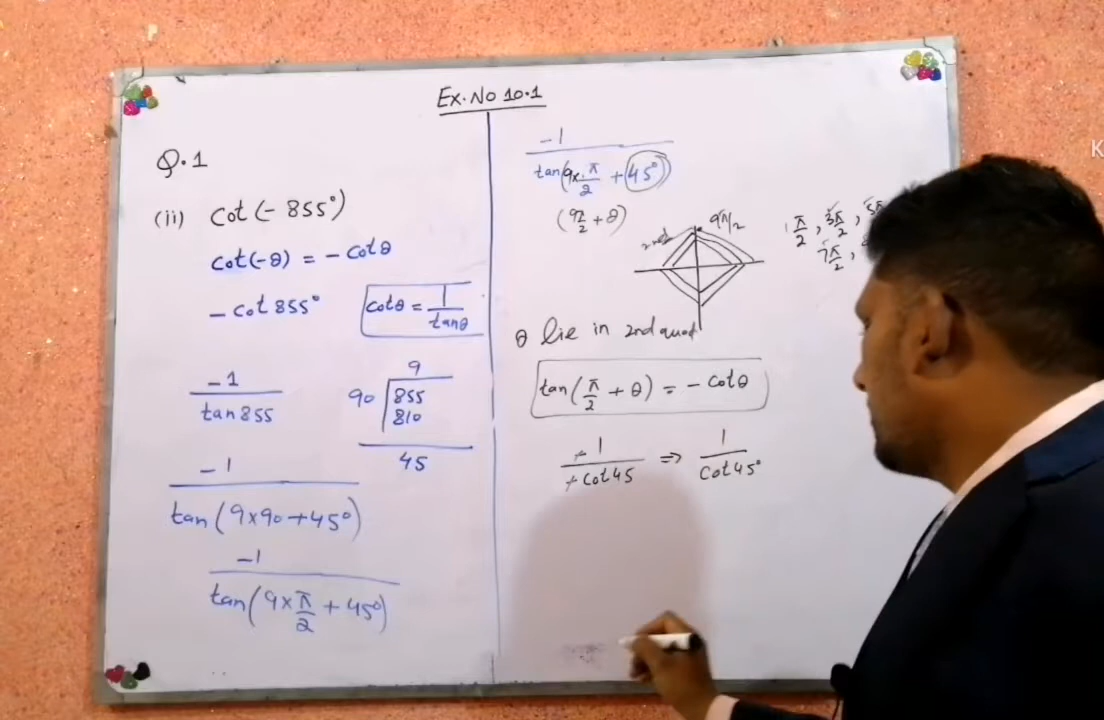 Ex. No 10.1
Q.1
(ii) cot(-855°)
cot(-θ) = -cotθ
-cot 855°
cotθ = 1/tanθ
-1/tan 855
9
90 855
810
45
-1/tan(9×90+45°)
-1/tan(9×π/2 + 45°)
-1/tan(9×π/2 + 45°)
(9π/2 + θ)
2nd
9π/2
π/2, 3π/2, 5π
7π/2,
θ lie in 2nd quad
tan(π/2 + θ) = -cotθ
+1/+cot45 ⇒ 1/cot45°
K